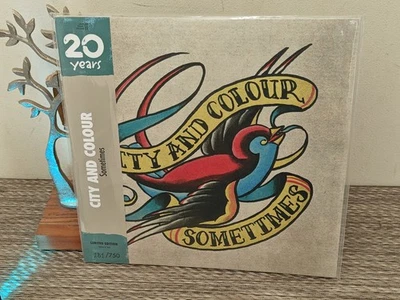 20
years
CITY AND COLOUR
Sometimes
CITY AND COLOUR
SOMETIMES